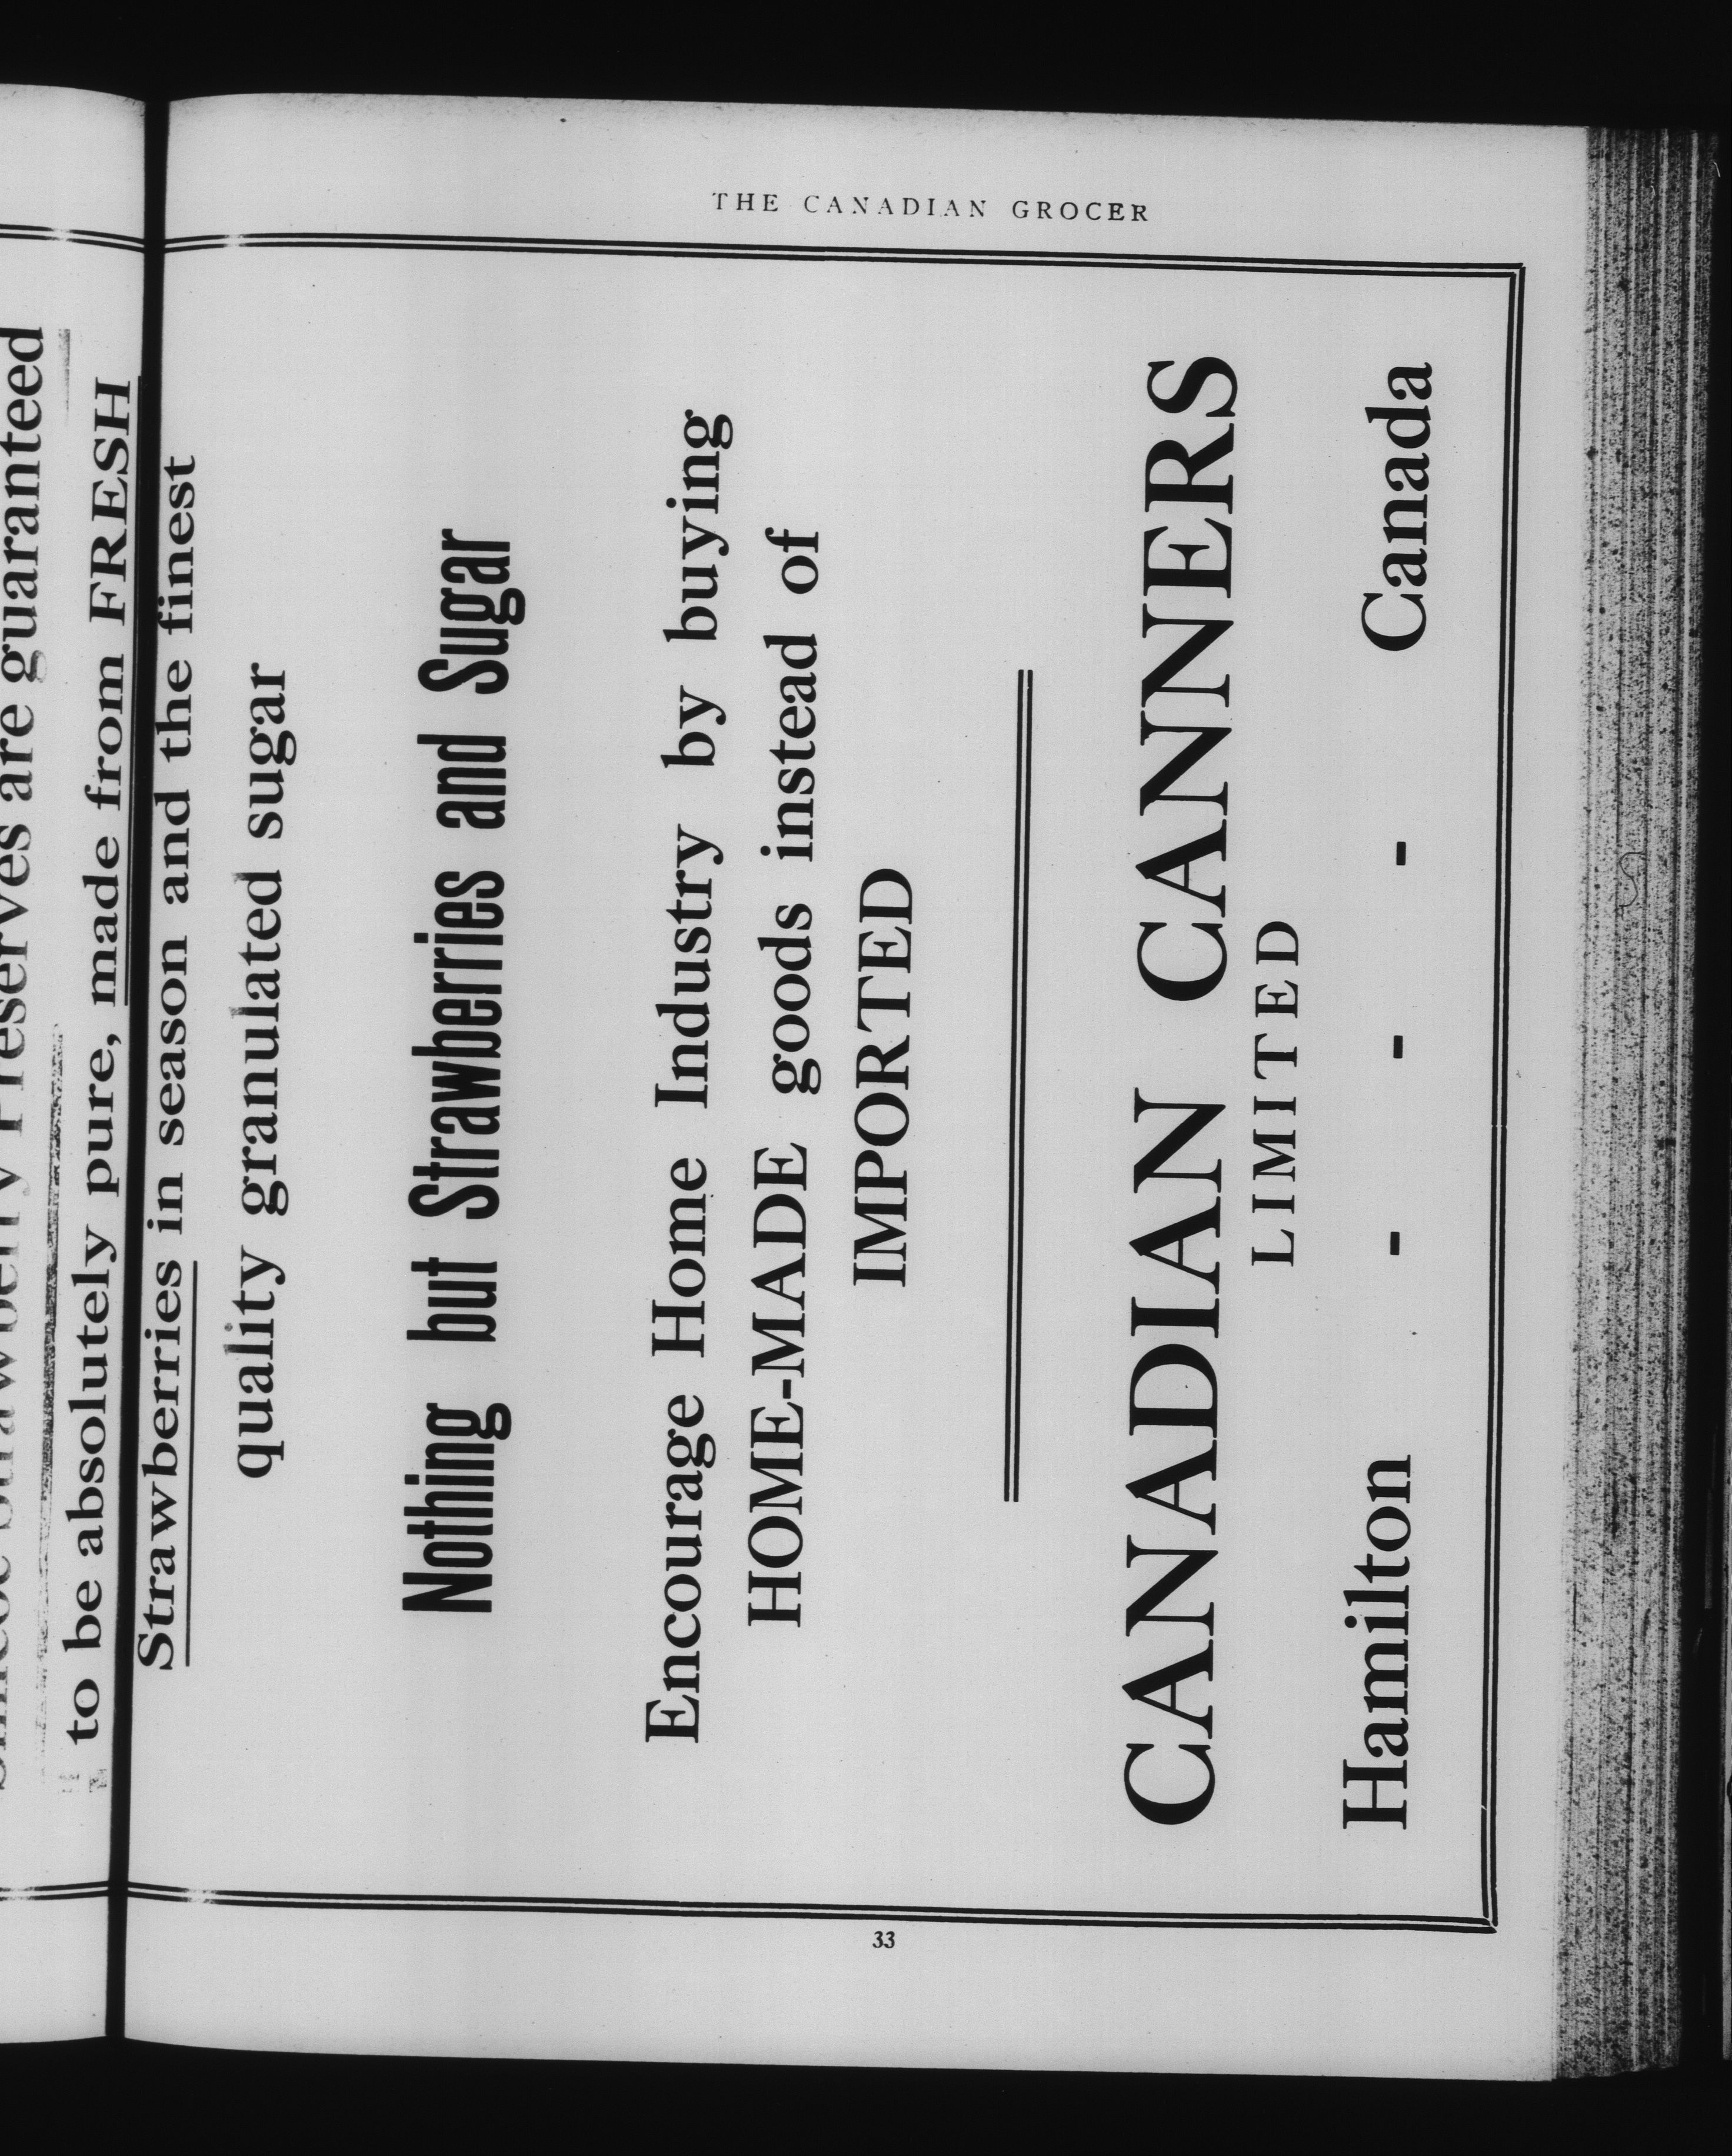 THE CANADIAN GROCER
Strawberry Preserves are guaranteed
to be absolutely pure, made from FRESH
Strawberries in season and the finest
quality granulated sugar
Nothing but Strawberries and Sugar
Encourage Home Industry by buying
HOME-MADE goods instead of
IMPORTED
CANADIAN CANNERS
LIMITED
Hamilton - - - Canada
33